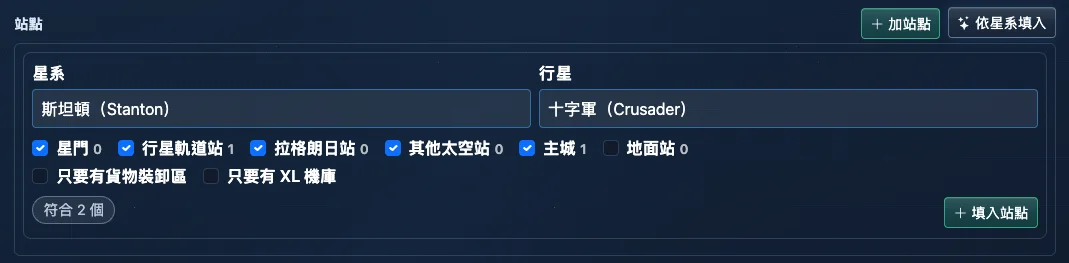 站點 + 加站點 依星系填入
星系 行星
斯坦頓（Stanton） 十字軍（Crusader）
星門 0 行星軌道站 1 拉格朗日站 0 其他太空站 0 主城 1 地面站 0
只要有貨物裝卸區 只要有 XL 機庫
符合 2 個 + 填入站點